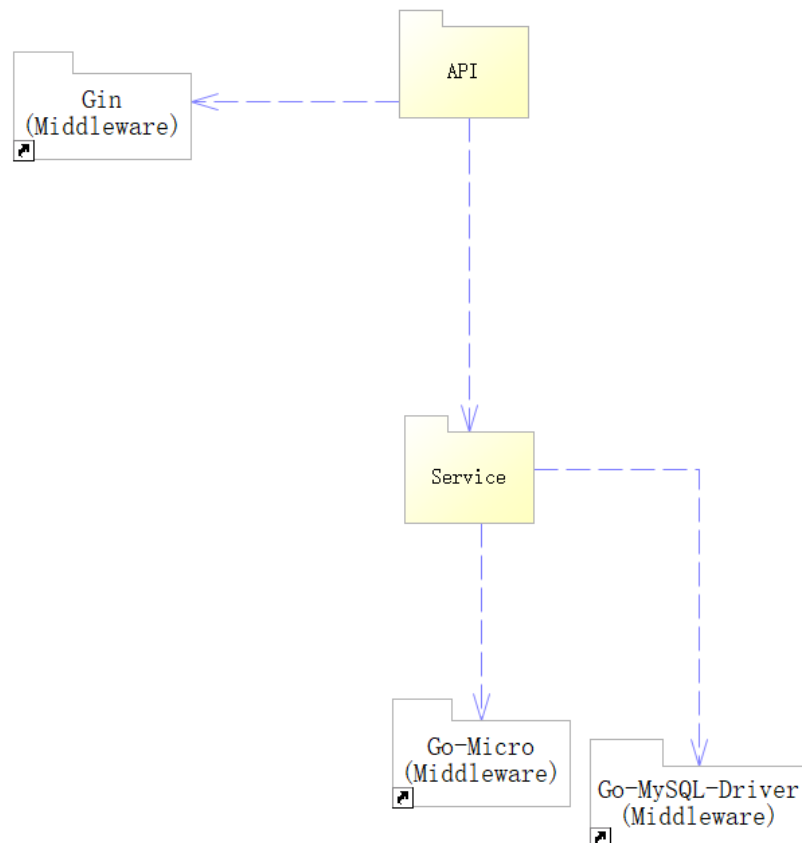 API
Gin
(Middleware)
Service
Go-Micro
(Middleware)
Go-MySQL-Driver
(Middleware)